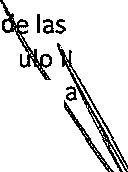 de las
ulo II
a